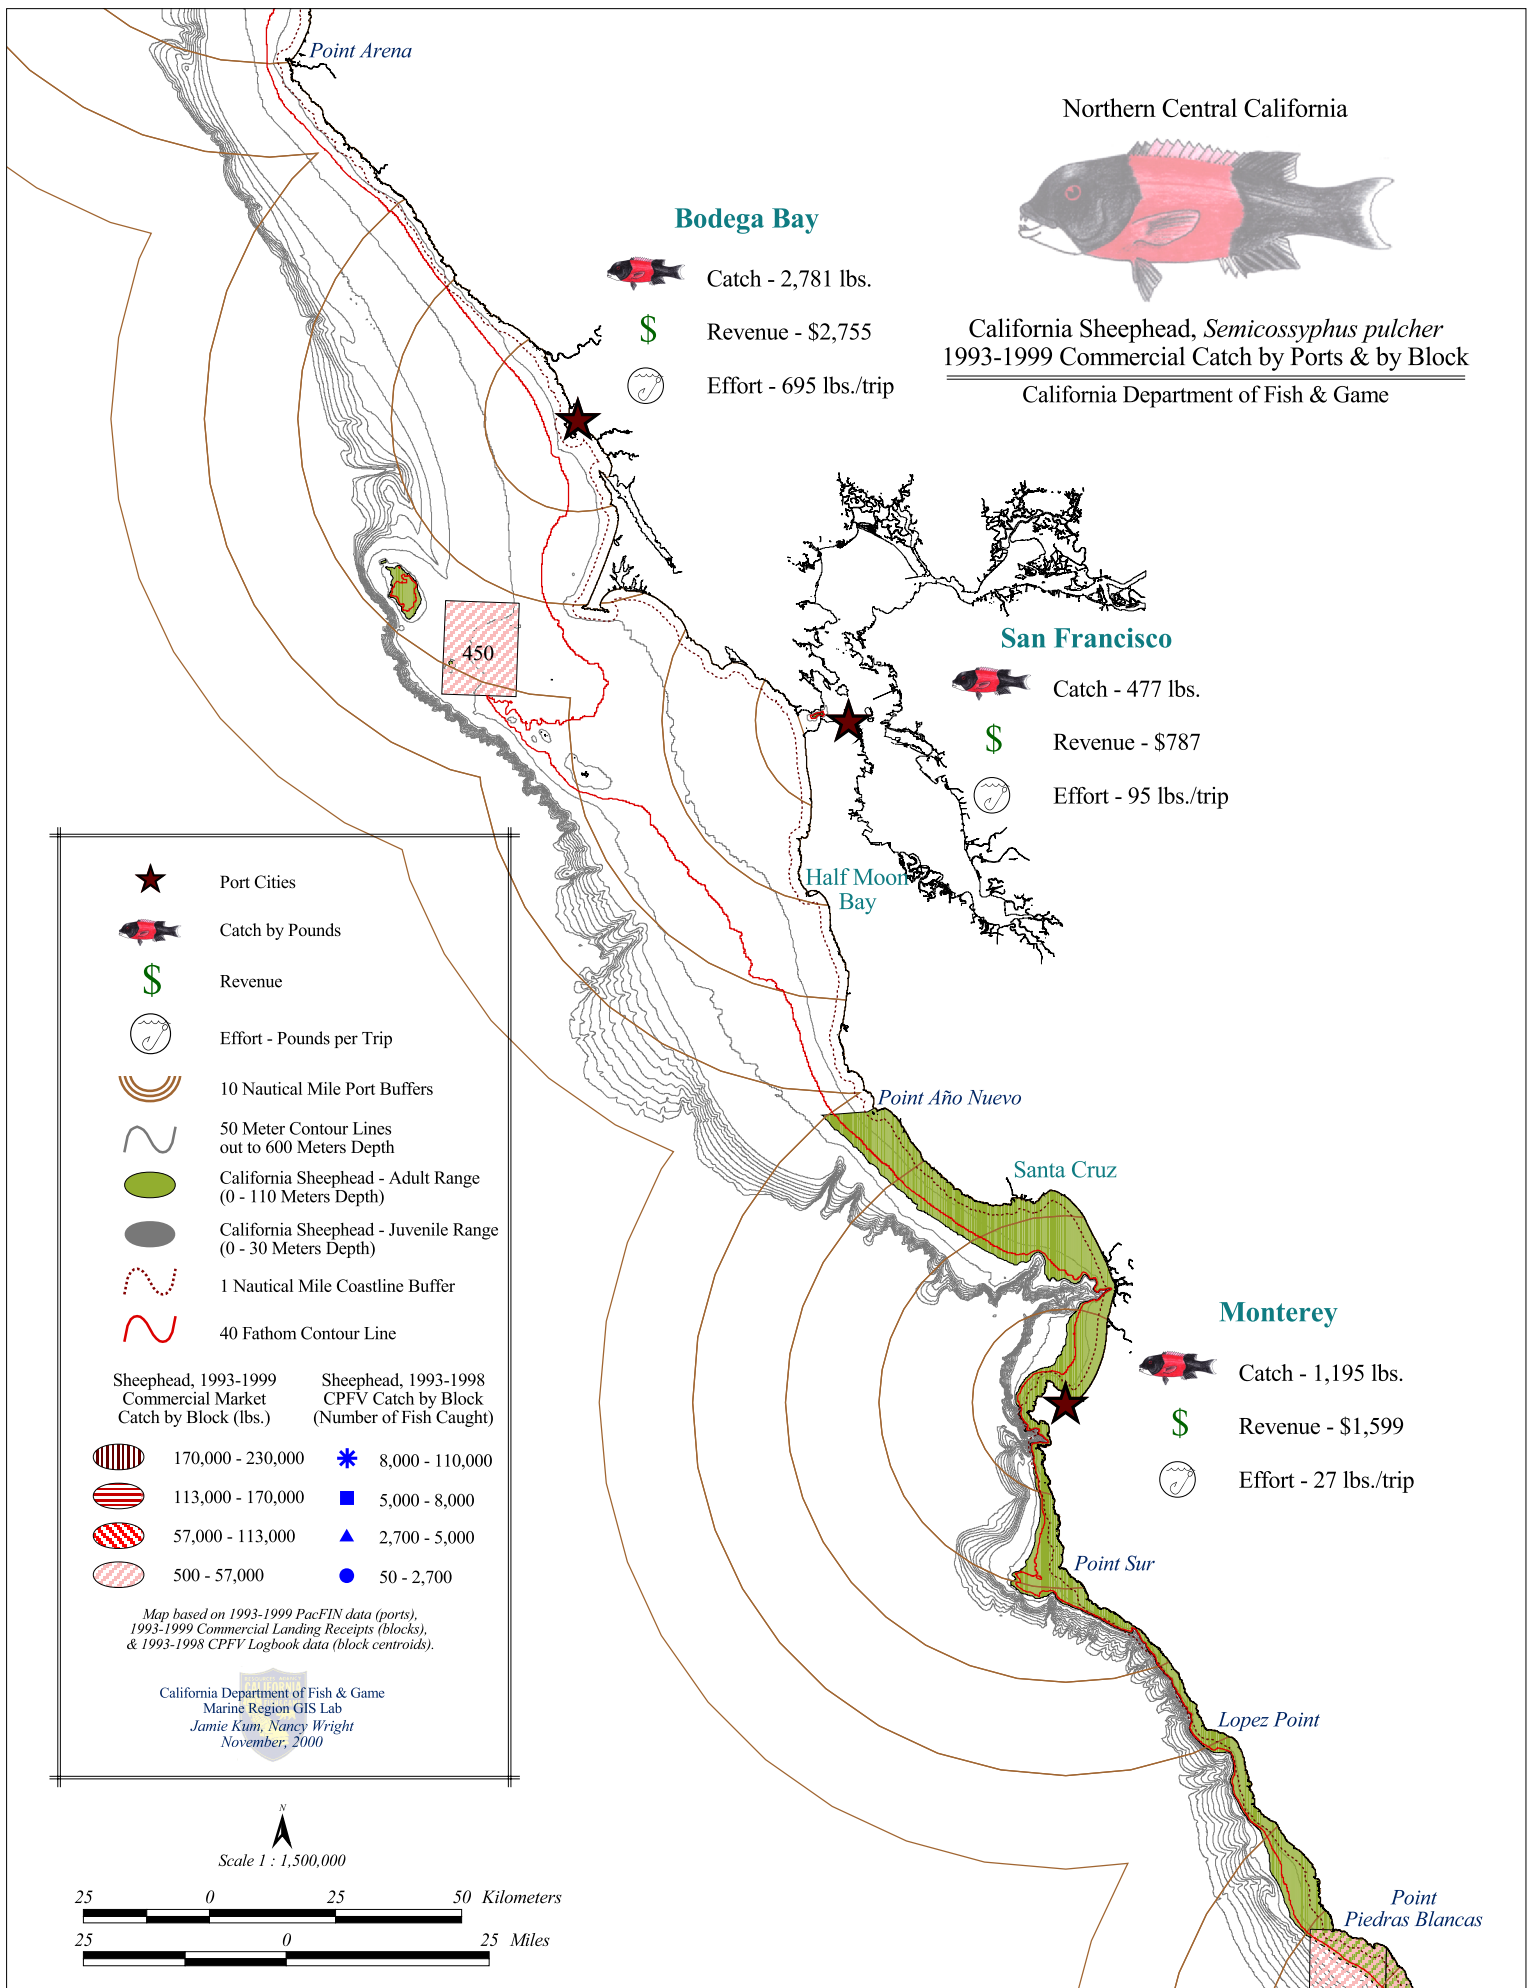 Point Arena
Northern Central California
California Sheephead, Semicossyphus pulcher
1993-1999 Commercial Catch by Ports & by Block
California Department of Fish & Game
Bodega Bay
Catch - 2,781 lbs.
$
Revenue - $2,755
Effort - 695 lbs./trip
450
San Francisco
Catch - 477 lbs.
$
Revenue - $787
Effort - 95 lbs./trip
Half Moon
Bay
Point Año Nuevo
Santa Cruz
Monterey
Catch - 1,195 lbs.
$
Revenue - $1,599
Effort - 27 lbs./trip
Point Sur
Lopez Point
Point
Piedras Blancas
Port Cities
Catch by Pounds
$
Revenue
Effort - Pounds per Trip
10 Nautical Mile Port Buffers
50 Meter Contour Lines
out to 600 Meters Depth
California Sheephead - Adult Range
(0 - 110 Meters Depth)
California Sheephead - Juvenile Range
(0 - 30 Meters Depth)
1 Nautical Mile Coastline Buffer
40 Fathom Contour Line
Sheephead, 1993-1999
Commercial Market
Catch by Block (lbs.)
170,000 - 230,000
113,000 - 170,000
57,000 - 113,000
500 - 57,000
Sheephead, 1993-1998
CPFV Catch by Block
(Number of Fish Caught)
8,000 - 110,000
5,000 - 8,000
2,700 - 5,000
50 - 2,700
Map based on 1993-1999 PacFIN data (ports),
1993-1999 Commercial Landing Receipts (blocks),
& 1993-1998 CPFV Logbook data (block centroids).
California Department of Fish & Game
Marine Region GIS Lab
Jamie Kum, Nancy Wright
November, 2000
CALIFORNIA
N
Scale 1 : 1,500,000
25 0 25 50 Kilometers
25 0 25 Miles